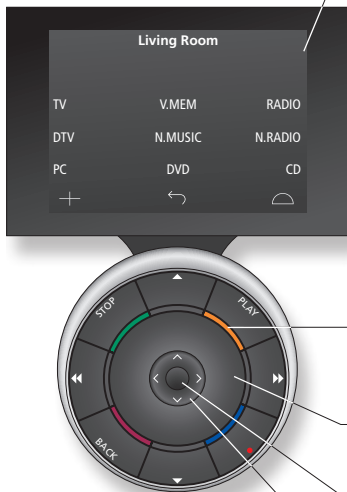 Living Room
TV V.MEM RADIO
DTV N.MUSIC N.RADIO
PC DVD CD
STOP PLAY
BACK